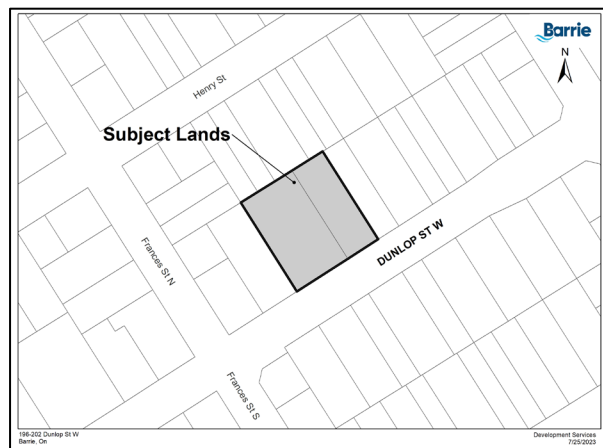 Barrie
N
Henry St
Subject Lands
DUNLOP ST W
Frances St N
Frances St S
196-202 Dunlop St W
Barrie, On
Development Services
7/25/2023